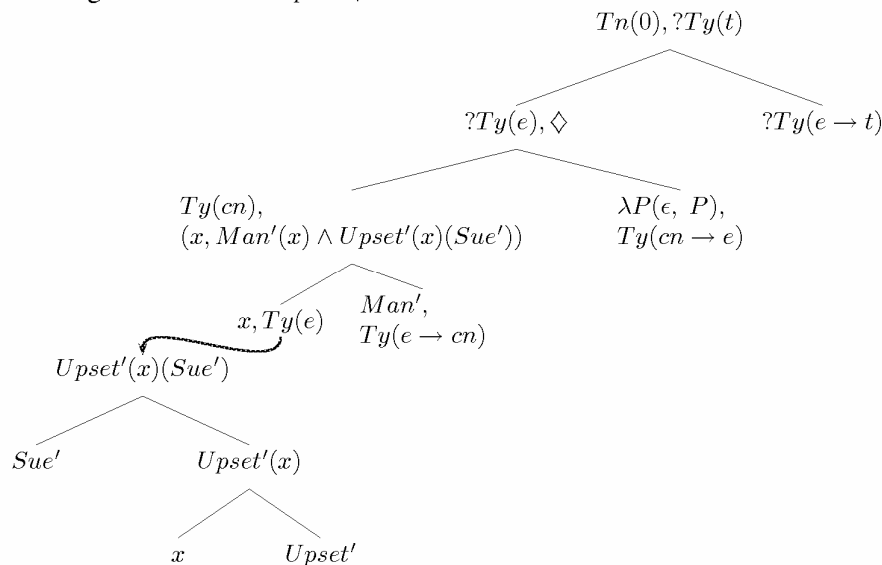 Tn(0), ?Ty(t)
?Ty(e), ◇ ?Ty(e → t)
Ty(cn), λP(ϵ, P),
(x, Man′(x) ∧ Upset′(x)(Sue′)) Ty(cn → e)
x, Ty(e) Man′,
Ty(e → cn)
Upset′(x)(Sue′)
Sue′ Upset′(x)
x Upset′